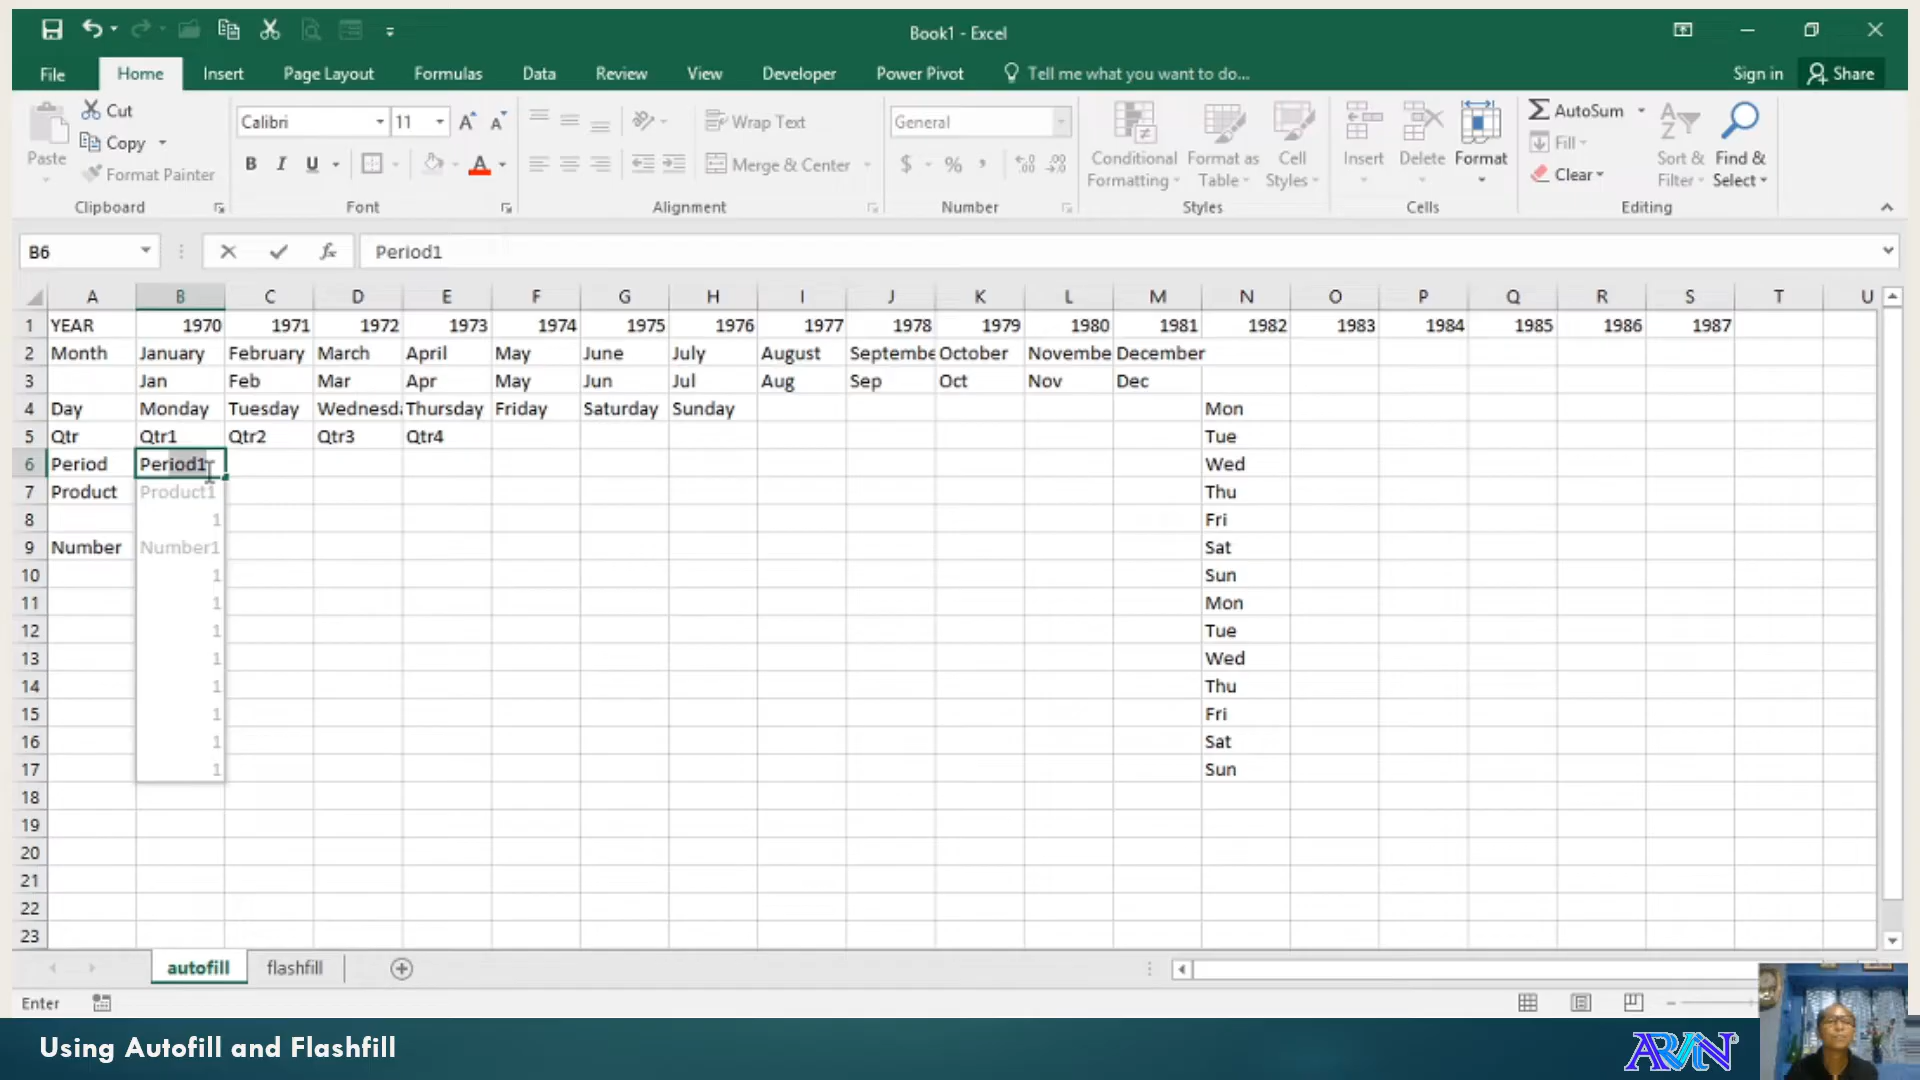 Book1 - Excel
File Home Insert Page Layout Formulas Data Review View Developer Power Pivot Tell me what you want to do... Sign in Share
Cut
Copy
Format Painter
Paste
Clipboard
Calibri 11
B I U A
Font
Wrap Text
Merge & Center
Alignment
General
$ % ,
Number
Conditional Formatting
Format as Table
Cell Styles
Styles
Insert Delete Format
Cells
AutoSum
Fill
Clear
Sort & Filter
Find & Select
Editing
B6 fx Period1
A B C D E F G H I J K L M N O P Q R S T U
1 YEAR 1970 1971 1972 1973 1974 1975 1976 1977 1978 1979 1980 1981 1982 1983 1984 1985 1986 1987
2 Month January February March April May June July August Septembe October Novembe December
3 Jan Feb Mar Apr May Jun Jul Aug Sep Oct Nov Dec
4 Day Monday Tuesday Wednesd Thursday Friday Saturday Sunday Mon
5 Qtr Qtr1 Qtr2 Qtr3 Qtr4 Tue
6 Period Period1 Wed
7 Product Product1 Thu
8 1 Fri
9 Number Number1 Sat
10 1 Sun
11 1 Mon
12 1 Tue
13 1 Wed
14 1 Thu
15 1 Fri
16 1 Sat
17 1 Sun
18
19
20
21
22
23
autofill flashfill
Enter
Using Autofill and Flashfill
ARVIN